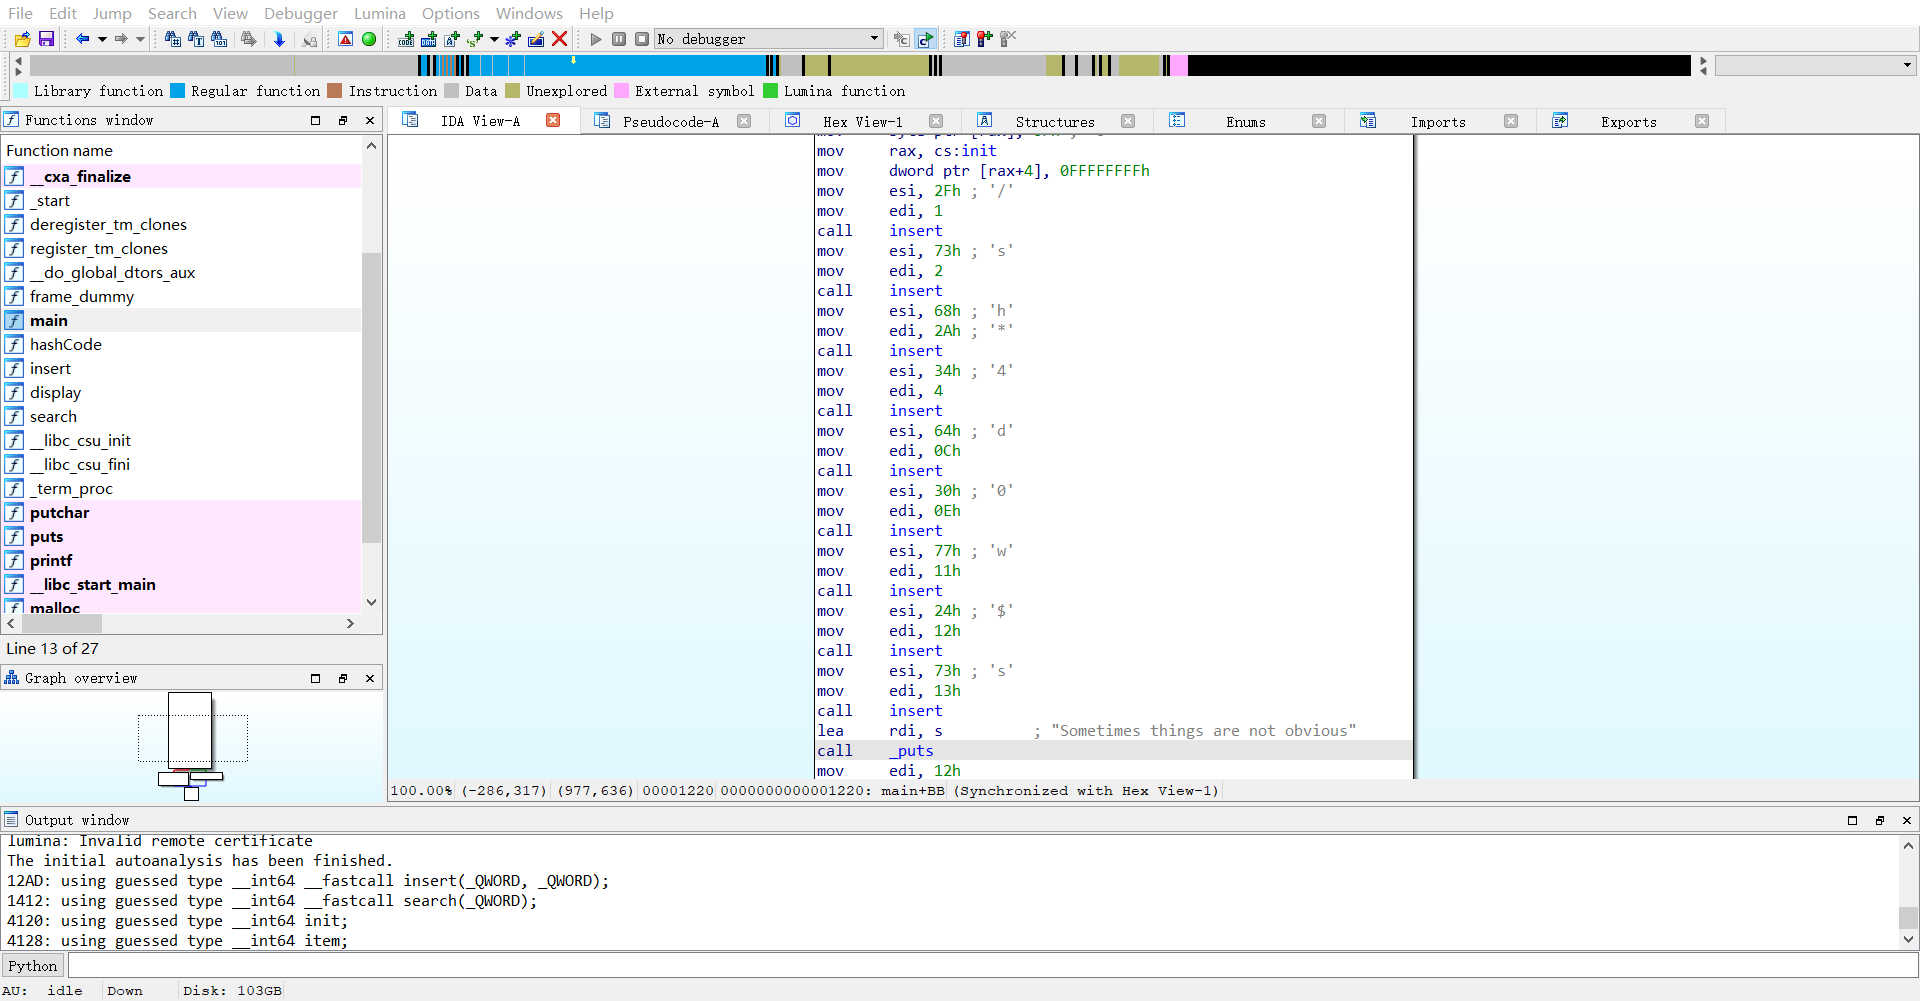 File Edit Jump Search View Debugger Lumina Options Windows Help
No debugger
Library function Regular function Instruction Data Unexplored External symbol Lumina function
Functions window
IDA View-A Pseudocode-A Hex View-1 Structures Enums Imports Exports
Function name
__cxa_finalize
_start
deregister_tm_clones
register_tm_clones
__do_global_dtors_aux
frame_dummy
main
hashCode
insert
display
search
__libc_csu_init
__libc_csu_fini
_term_proc
putchar
puts
printf
__libc_start_main
malloc
Line 13 of 27
Graph overview
mov rax, cs:init
mov dword ptr [rax+4], 0FFFFFFFFh
mov esi, 2Fh ; '/'
mov edi, 1
call insert
mov esi, 73h ; 's'
mov edi, 2
call insert
mov esi, 68h ; 'h'
mov edi, 2Ah ; '*'
call insert
mov esi, 34h ; '4'
mov edi, 4
call insert
mov esi, 64h ; 'd'
mov edi, 0Ch
call insert
mov esi, 30h ; '0'
mov edi, 0Eh
call insert
mov esi, 77h ; 'w'
mov edi, 11h
call insert
mov esi, 24h ; '$'
mov edi, 12h
call insert
mov esi, 73h ; 's'
mov edi, 13h
call insert
lea rdi, s ; "Sometimes things are not obvious"
call _puts
mov edi, 12h
100.00% (-286,317) (977,636) 00001220 0000000000001220: main+BB (Synchronized with Hex View-1)
Output window
lumina: Invalid remote certificate
The initial autoanalysis has been finished.
12AD: using guessed type __int64 __fastcall insert(_QWORD, _QWORD);
1412: using guessed type __int64 __fastcall search(_QWORD);
4120: using guessed type __int64 init;
4128: using guessed type __int64 item;
Python
AU: idle Down Disk: 103GB